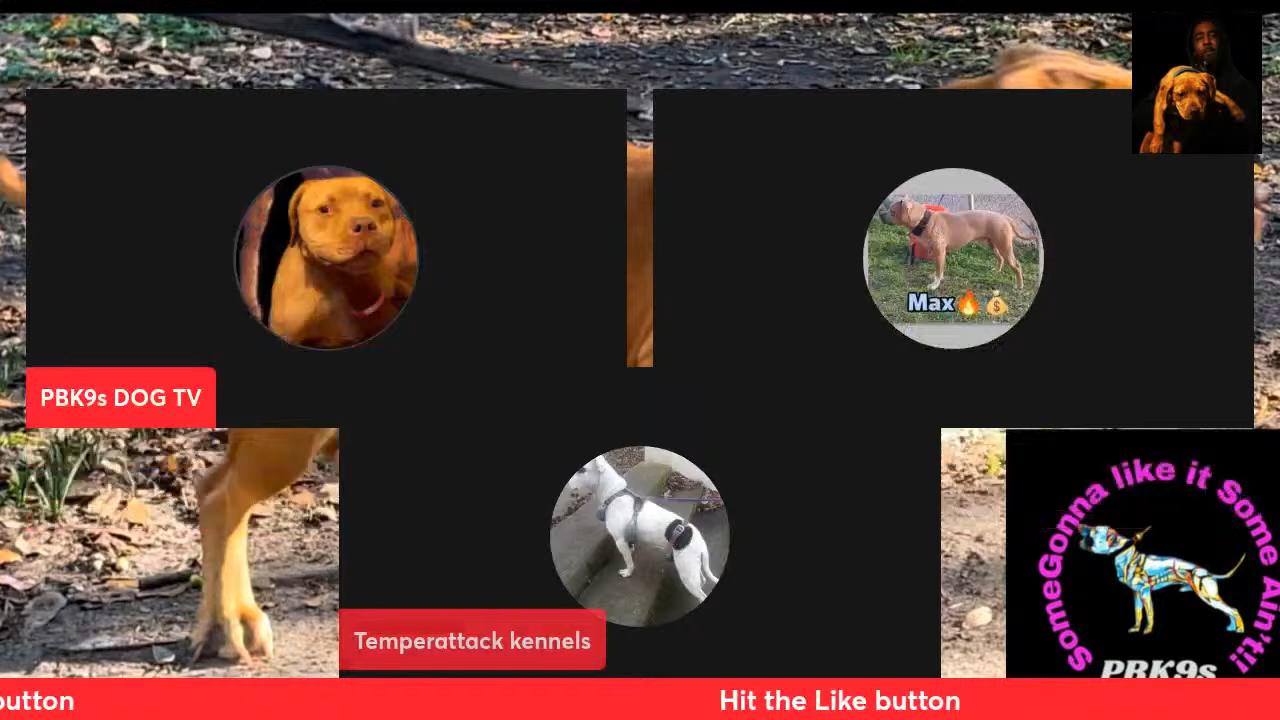 Max🔥💰
PBK9s DOG TV
SomeGonna like it Some Ain't!!
PBK9s
Temperattack kennels
button
Hit the Like button